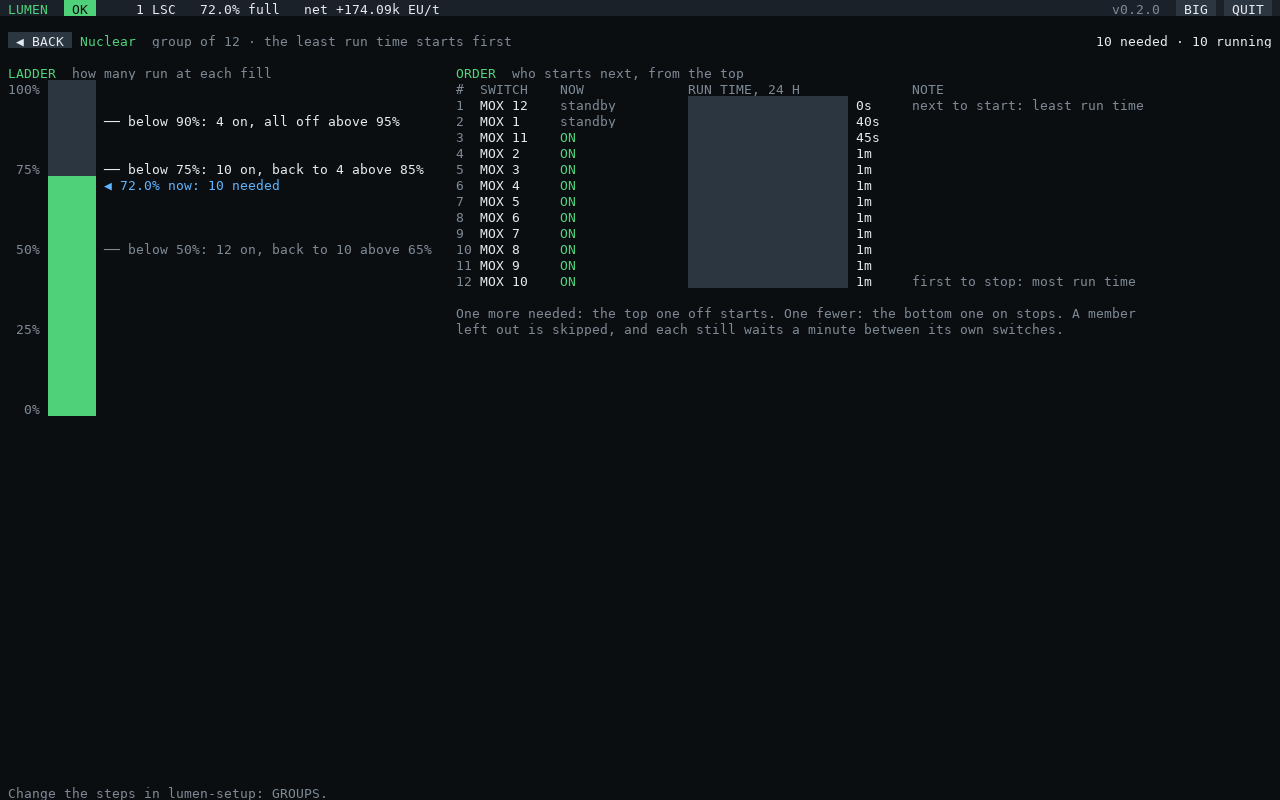 LUMEN OK 1 LSC 72.0% full net +174.09k EU/t v0.2.0 BIG QUIT
◀ BACK Nuclear group of 12 · the least run time starts first 10 needed · 10 running
LADDER how many run at each fill
100%
── below 90%: 4 on, all off above 95%
75% ── below 75%: 10 on, back to 4 above 85%
◀ 72.0% now: 10 needed
50% ── below 50%: 12 on, back to 10 above 65%
25%
0%
ORDER who starts next, from the top
# SWITCH NOW RUN TIME, 24 H NOTE
1 MOX 12 standby 0s next to start: least run time
2 MOX 1 standby 40s
3 MOX 11 ON 45s
4 MOX 2 ON 1m
5 MOX 3 ON 1m
6 MOX 4 ON 1m
7 MOX 5 ON 1m
8 MOX 6 ON 1m
9 MOX 7 ON 1m
10 MOX 8 ON 1m
11 MOX 9 ON 1m
12 MOX 10 ON 1m first to stop: most run time
One more needed: the top one off starts. One fewer: the bottom one on stops. A member
left out is skipped, and each still waits a minute between its own switches.
Change the steps in lumen-setup: GROUPS.